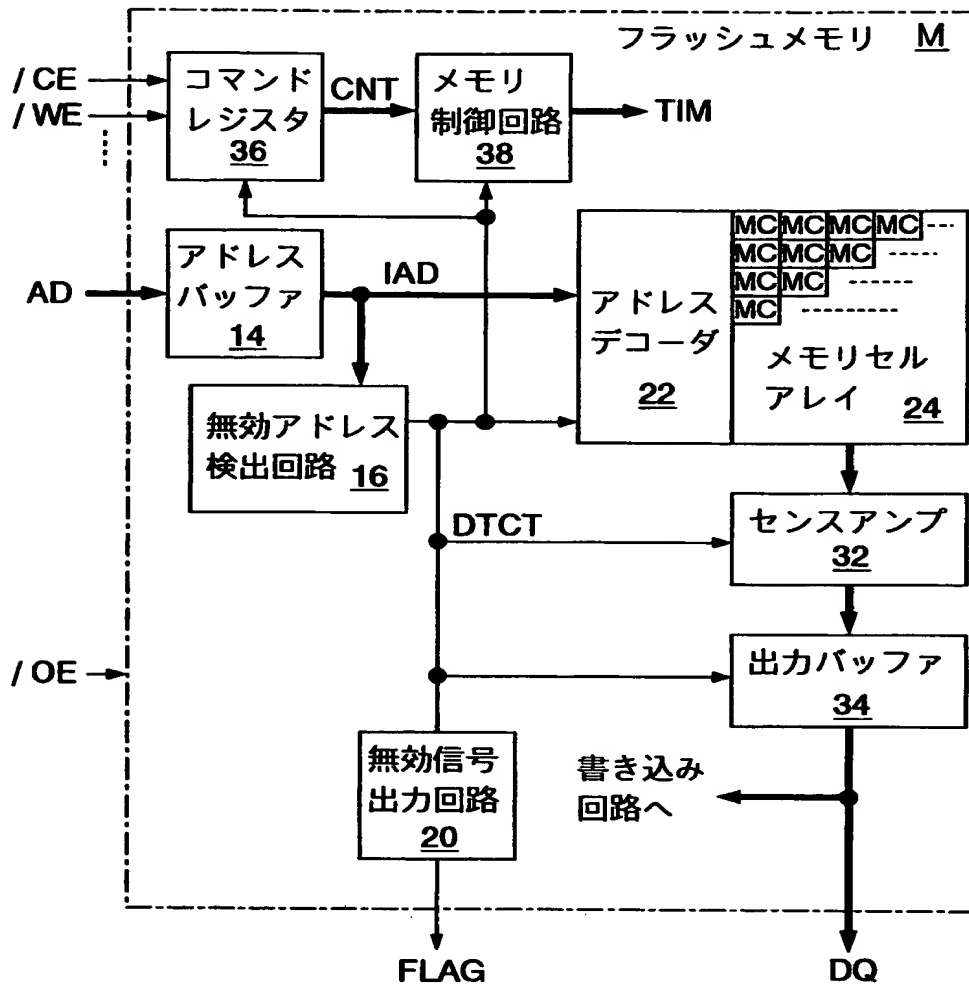 フラッシュメモリ M
/CE
/WE
コマンド
レジスタ
36
CNT
メモリ
制御回路
38
TIM
AD
アドレス
バッファ
14
IAD
アドレス
デコーダ
22
MC MC MC MC
MC MC MC
MC MC
MC
メモリセル
アレイ 24
無効アドレス
検出回路 16
DTCT
センスアンプ
32
/OE
出力バッファ
34
無効信号
出力回路
20
書き込み
回路へ
FLAG
DQ